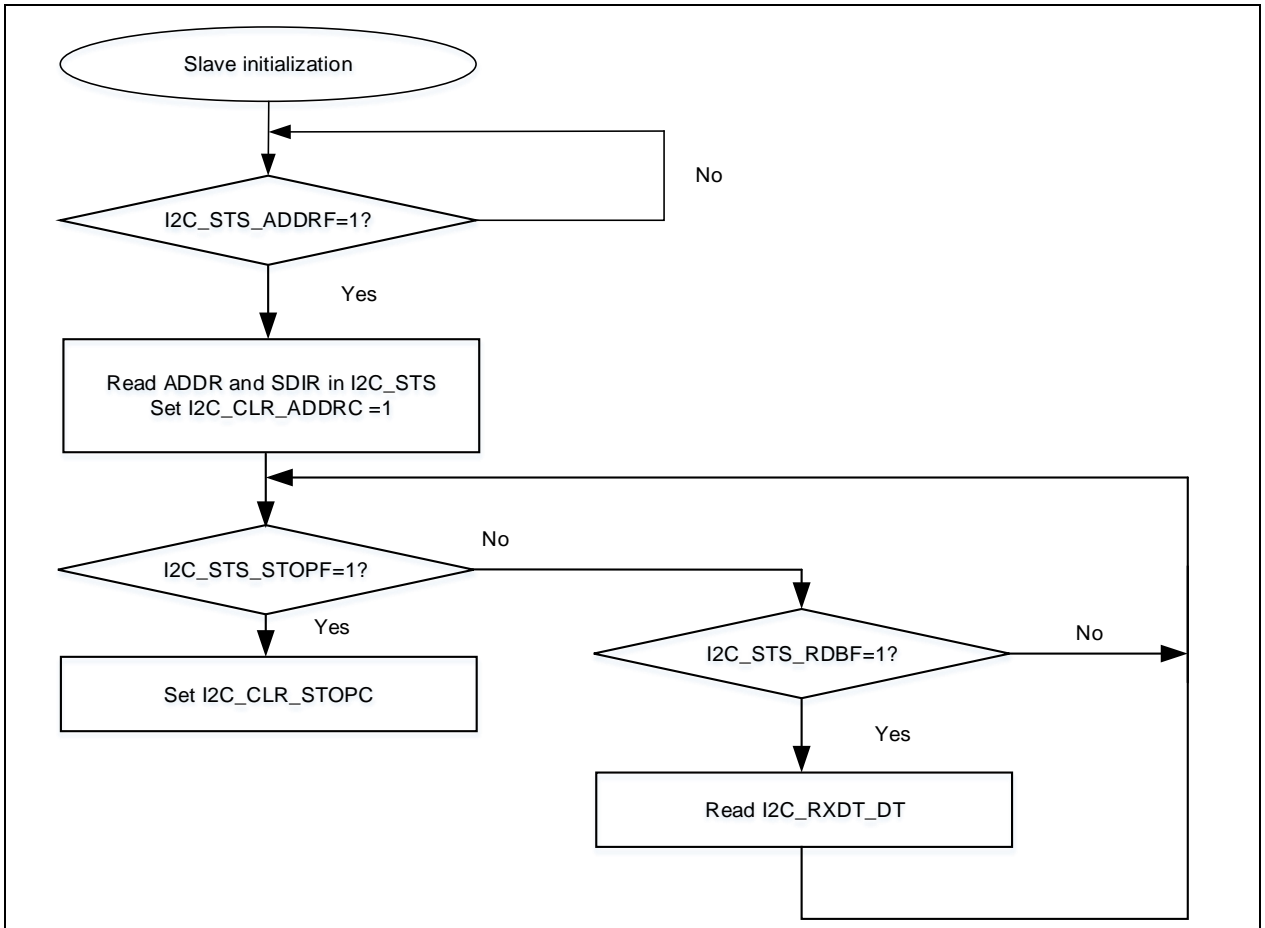 Slave initialization
No
I2C_STS_ADDRF=1?
Yes
Read ADDR and SDIR in I2C_STS
Set I2C_CLR_ADDRC =1
No
I2C_STS_STOPF=1?
Yes
No
I2C_STS_RDBF=1?
Set I2C_CLR_STOPC
Yes
Read I2C_RXDT_DT